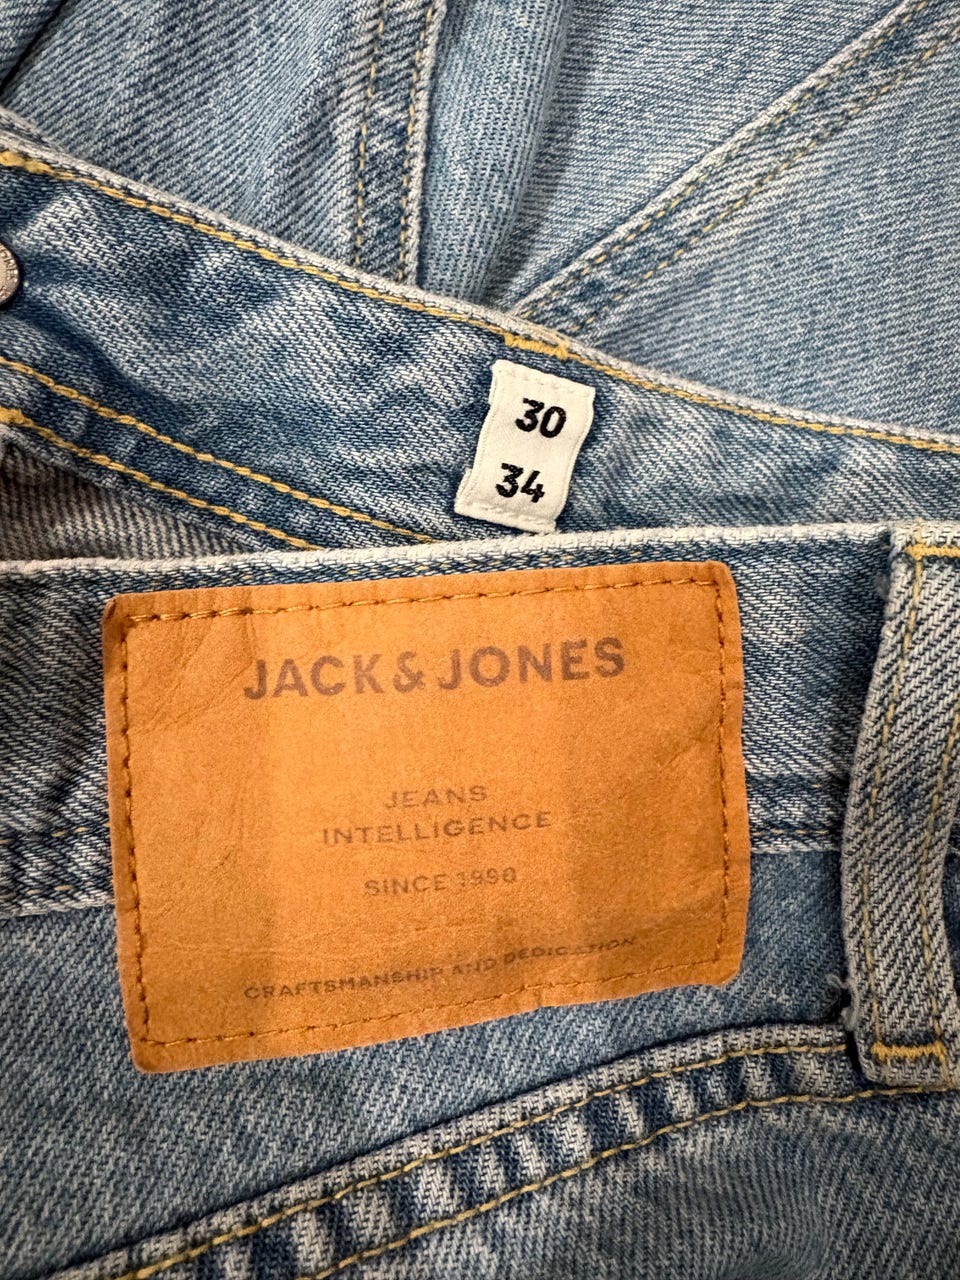 30
34
JACK & JONES
JEANS
INTELLIGENCE
SINCE 1990
CRAFTSMANSHIP AND DEDICATION